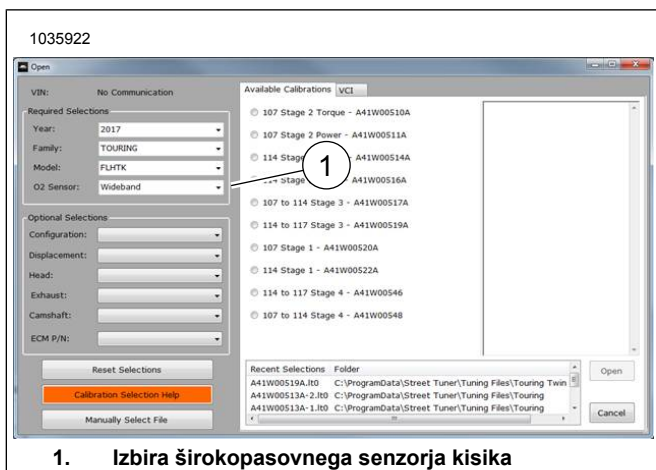 1035922
Open
VIN: No Communication
Required Selections
Year: 2017
Family: TOURING
Model: FLHTK
O2 Sensor: Wideband
Optional Selections
Configuration:
Displacement:
Head:
Exhaust:
Camshaft:
ECM P/N:
Reset Selections
Calibration Selection Help
Manually Select File
Available Calibrations VCI
107 Stage 2 Torque - A41W00510A
107 Stage 2 Power - A41W00511A
114 Stage A41W00514A
Stage A41W00516A
107 to 114 Stage 3 - A41W00517A
114 to 117 Stage 3 - A41W00519A
107 Stage 1 - A41W00520A
114 Stage 1 - A41W00522A
114 to 117 Stage 4 - A41W00546
107 to 114 Stage 4 - A41W00548
1
Recent Selections Folder
A41W00519A.lt0 C:\ProgramData\Street Tuner\Tuning Files\Touring Twin
A41W00513A-2.lt0 C:\ProgramData\Street Tuner\Tuning Files\Touring
A41W00513A-1.lt0 C:\ProgramData\Street Tuner\Tuning Files\Touring
Open
Cancel
1. Izbira širokopasovnega senzorja kisika